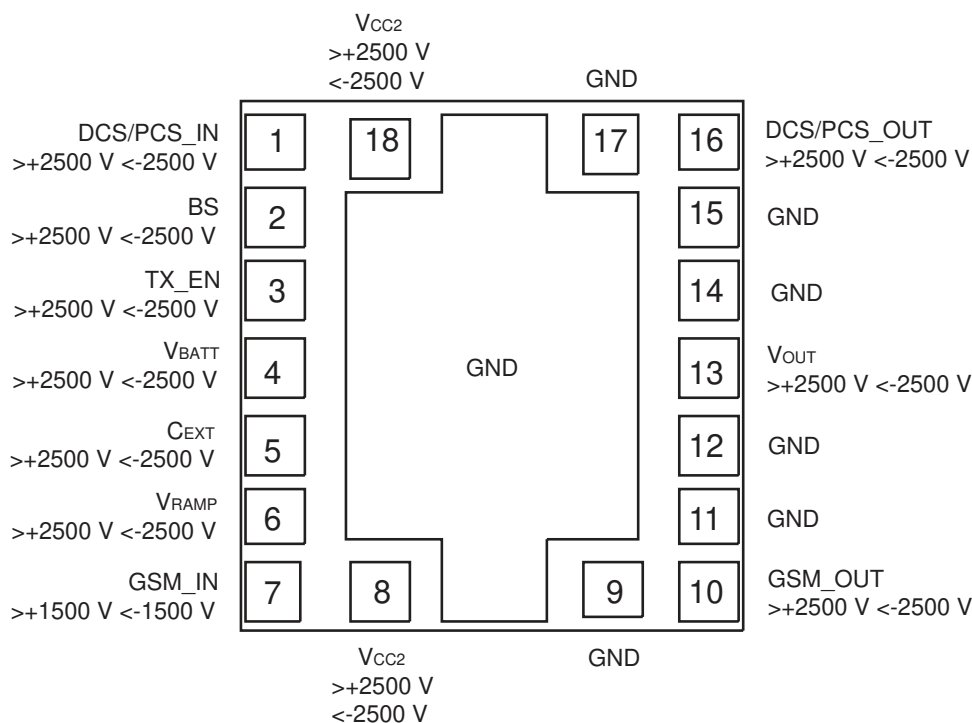 VCC2
>+2500 V
<-2500 V
GND
DCS/PCS_IN
>+2500 V <-2500 V
1
18
17
16
DCS/PCS_OUT
>+2500 V <-2500 V
BS
>+2500 V <-2500 V
2
15
GND
TX_EN
>+2500 V <-2500 V
3
14
GND
VBATT
>+2500 V <-2500 V
4
GND
13
VOUT
>+2500 V <-2500 V
CEXT
>+2500 V <-2500 V
5
12
GND
VRAMP
>+2500 V <-2500 V
6
11
GND
GSM_IN
>+1500 V <-1500 V
7
8
9
10
GSM_OUT
>+2500 V <-2500 V
VCC2
>+2500 V
<-2500 V
GND